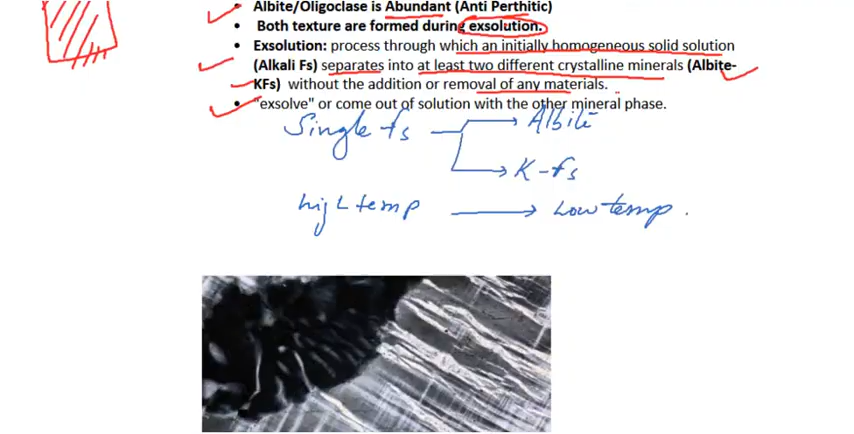 • Albite/Oligoclase is Abundant (Anti Perthitic)
• Both texture are formed during exsolution.
• Exsolution: process through which an initially homogeneous solid solution
(Alkali Fs) separates into at least two different crystalline minerals (Albite-
KFs) without the addition or removal of any materials.
• "exsolve" or come out of solution with the other mineral phase.
Single fs → Albite
→ K-fs
high temp → Low temp.